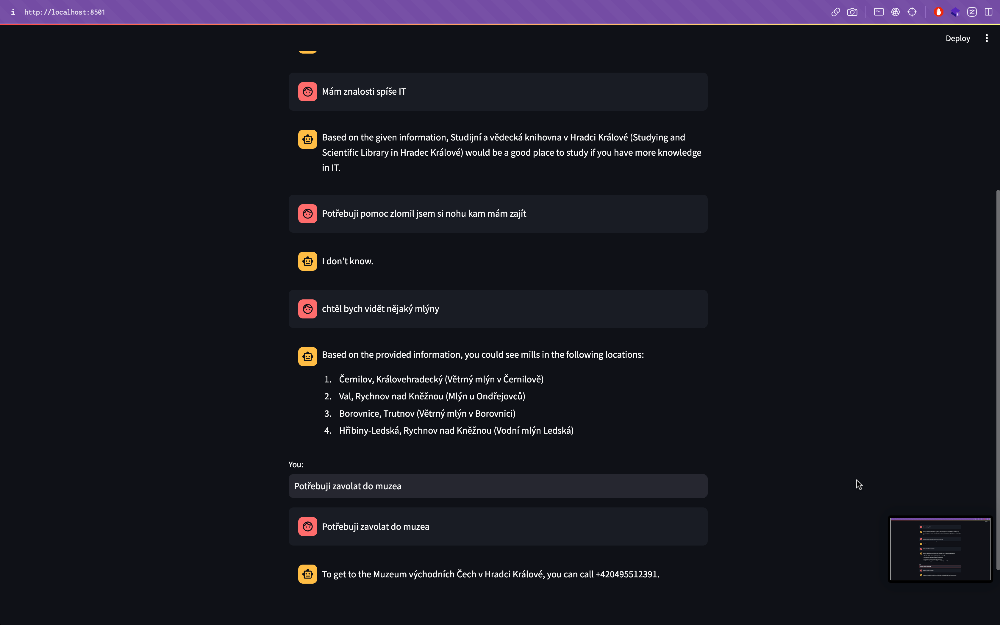 http://localhost:8501
Deploy
Mám znalosti spíše IT
Based on the given information, Studijní a vědecká knihovna v Hradci Králové (Studying and
Scientific Library in Hradec Králové) would be a good place to study if you have more knowledge
in IT.
Potřebuji pomoc zlomil jsem si nohu kam mám zajít
I don't know.
chtěl bych vidět nějaký mlýny
Based on the provided information, you could see mills in the following locations:
1. Černilov, Královehradecký (Větrný mlýn v Černilově)
2. Val, Rychnov nad Kněžnou (Mlýn u Ondřejovců)
3. Borovnice, Trutnov (Větrný mlýn v Borovnici)
4. Hřibiny-Ledská, Rychnov nad Kněžnou (Vodní mlýn Ledská)
You:
Potřebuji zavolat do muzea
Potřebuji zavolat do muzea
To get to the Muzeum východních Čech v Hradci Králové, you can call +420495512391.